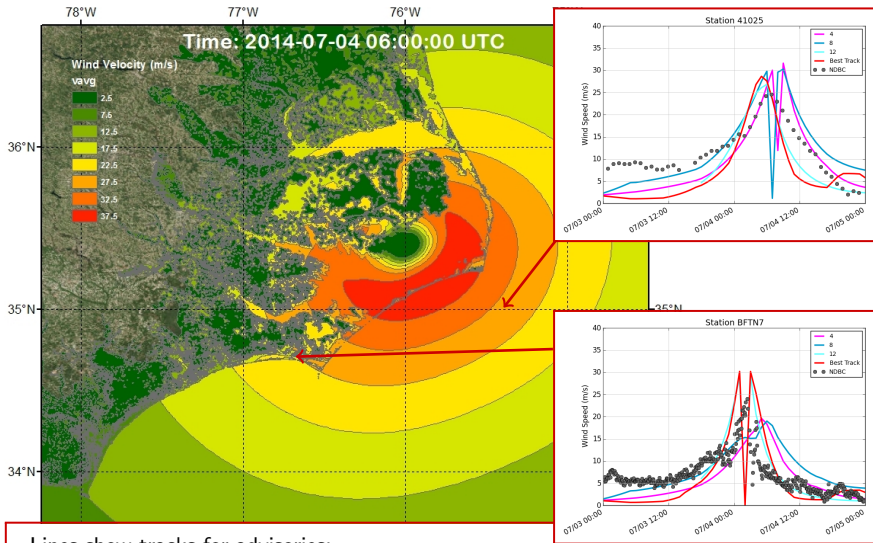 78°W 77°W 76°W
Time: 2014-07-04 06:00:00 UTC
Wind Velocity (m/s)
vavg
2.5
7.5
12.5
17.5
22.5
27.5
32.5
37.5
36°N
35°N
34°N
35°N
Station 41025
Wind Speed (m/s)
40
35
30
25
20
15
10
5
0
4
8
12
Best Track
NDBC
07/03 00:00
07/03 12:00
07/04 00:00
07/04 12:00
07/05 00:00
Station BFTN7
Wind Speed (m/s)
40
35
30
25
20
15
10
5
0
4
8
12
Best Track
NDBC
07/03 00:00
07/03 12:00
07/04 00:00
07/04 12:00
07/05 00:00
Lines show tracks for advisories: